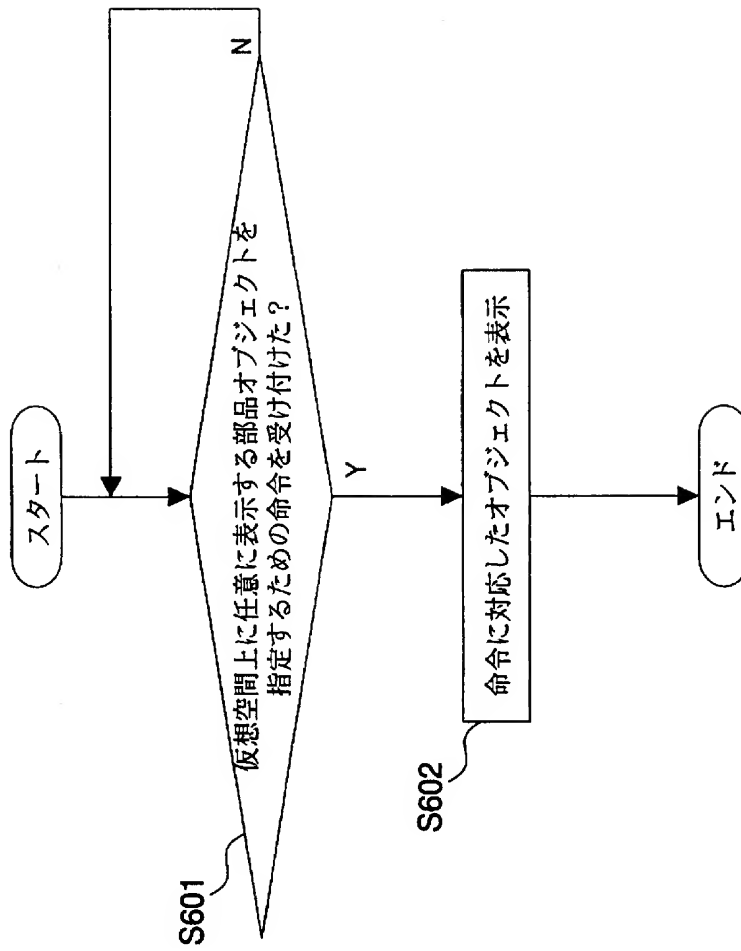 スタート
S601
仮想空間上に任意に表示する部品オブジェクトを
指定するための命令を受け付けた？
N
Y
S602
命令に対応したオブジェクトを表示
エンド